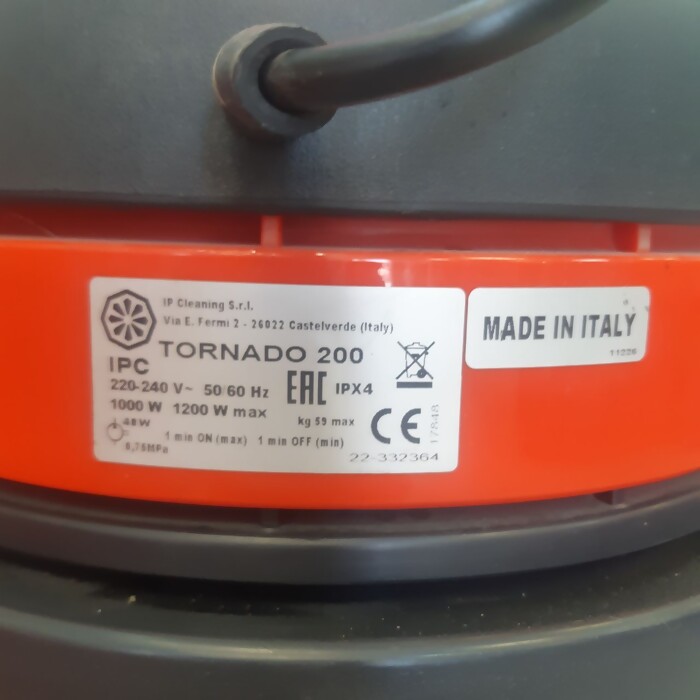 IP Cleaning S.r.l.
Via E. Fermi 2 - 26022 Castelverde (Italy)
TORNADO 200
IPC
220-240 V~ 50/60 Hz
EAC
IPX4
1000 W 1200 W max
kg 59 max
CE
17848
48W
1 min ON (max) 1 min OFF (min)
22-332364
MADE IN ITALY